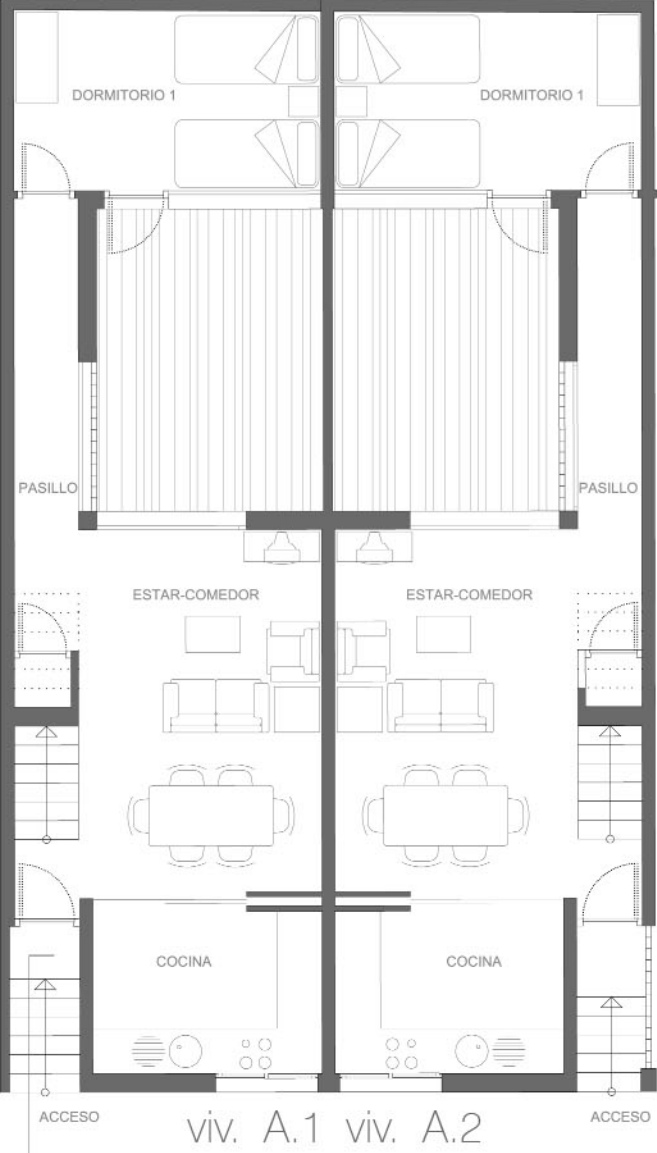 DORMITORIO 1
DORMITORIO 1
PASILLO
PASILLO
ESTAR-COMEDOR
ESTAR-COMEDOR
COCINA
COCINA
ACCESO
viv. A.1
viv. A.2
ACCESO